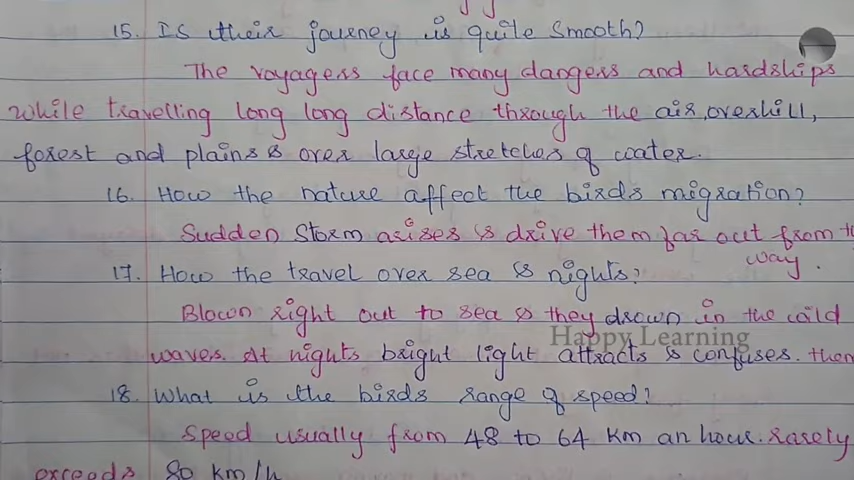 15. Is their journey is quite smooth?
The voyagers face many dangers and hardships
while travelling long long distance through the air, overhill,
forest and plains & over large stretches of water.
16. How the nature affect the birds migration?
Sudden storm arises & drive them far out from t
way.
17. How the travel over sea & nights?
Blown right out to sea & they drown in the wild
Happy Learning
waves. At nights bright light attracts & confuses. them
18. What is the birds range of speed?
Speed usually from 48 to 64 km an hour. rarely
exceeds 80 km/h